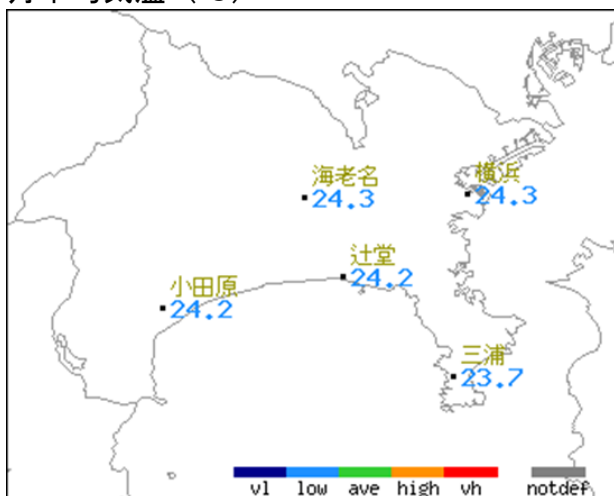 海老名
24.3
横浜
24.3
辻堂
24.2
小田原
24.2
三浦
23.7
vl low ave high vh notdef